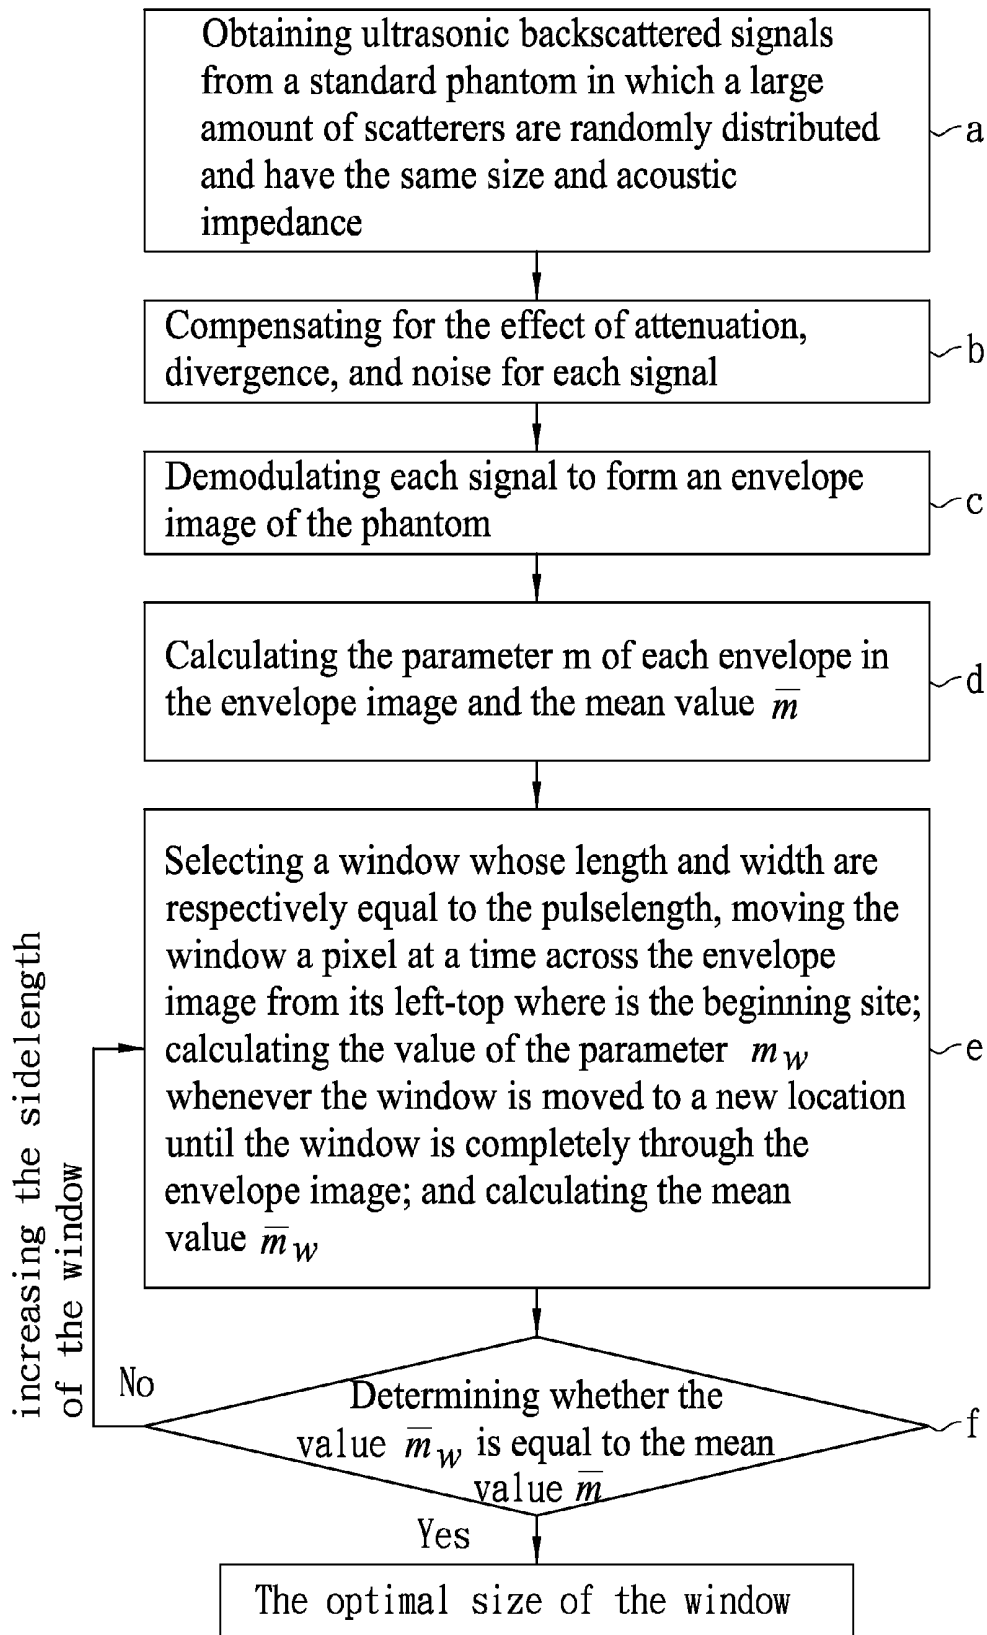 Obtaining ultrasonic backscattered signals
from a standard phantom in which a large
amount of scatterers are randomly distributed
and have the same size and acoustic
impedance
a
Compensating for the effect of attenuation,
divergence, and noise for each signal
b
Demodulating each signal to form an envelope
image of the phantom
c
Calculating the parameter m of each envelope in
the envelope image and the mean value m̅
d
Selecting a window whose length and width are
respectively equal to the pulselength, moving the
window a pixel at a time across the envelope
image from its left-top where is the beginning site;
calculating the value of the parameter m_w
whenever the window is moved to a new location
until the window is completely through the
envelope image; and calculating the mean
value m̅_w
e
increasing the sidelength
of the window
No
Determining whether the
value m̅_w is equal to the mean
value m̅
f
Yes
The optimal size of the window